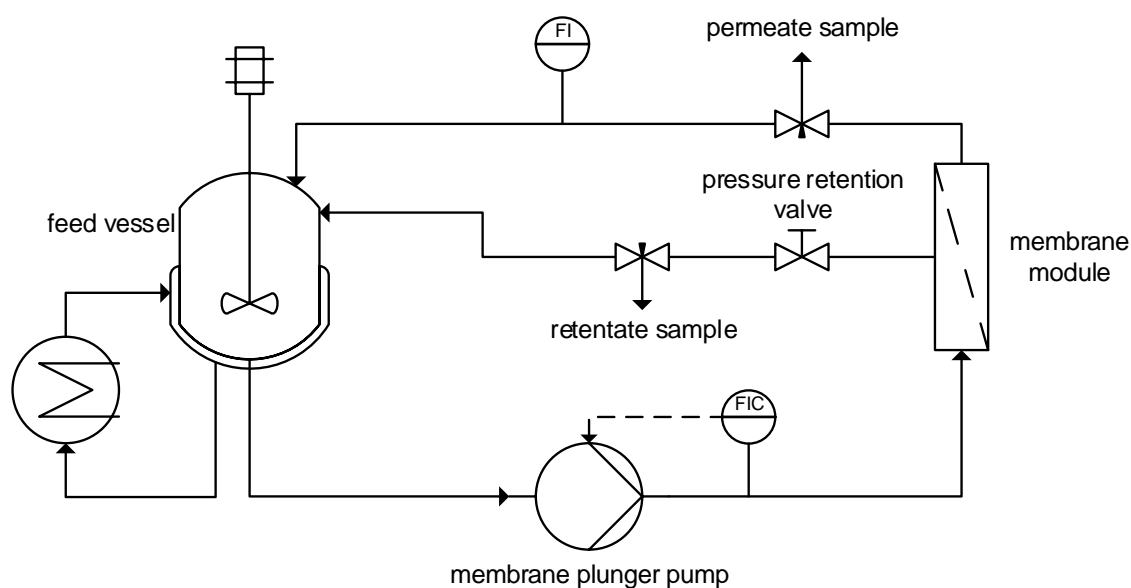 FI
permeate sample
pressure retention
valve
feed vessel
membrane
module
retentate sample
FIC
membrane plunger pump